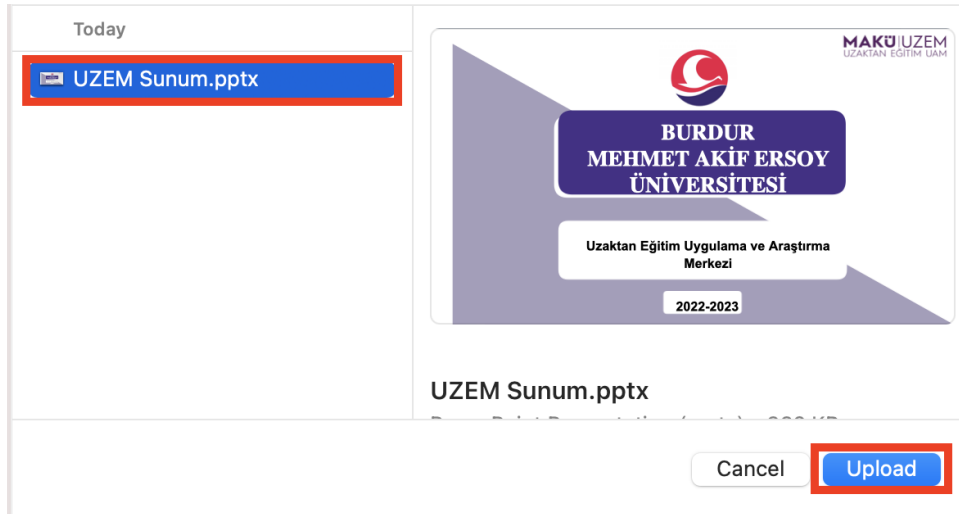 Today
UZEM Sunum.pptx
MAKÜ|UZEM
UZAKTAN EĞİTİM UAM
BURDUR
MEHMET AKİF ERSOY
ÜNİVERSİTESİ
Uzaktan Eğitim Uygulama ve Araştırma
Merkezi
2022-2023
UZEM Sunum.pptx
Cancel
Upload